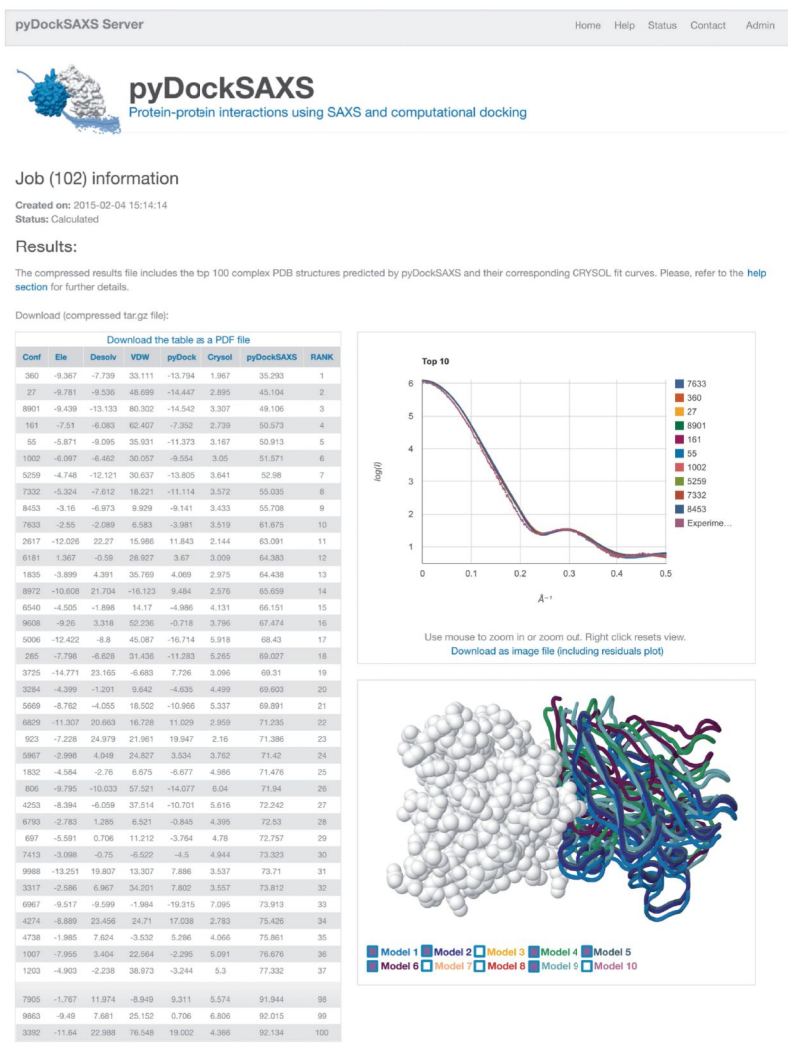 pyDockSAXS Server
Home Help Status Contact Admin
pyDockSAXS
Protein-protein interactions using SAXS and computational docking
Job (102) information
Created on: 2015-02-04 15:14:14
Status: Calculated
Results:
The compressed results file includes the top 100 complex PDB structures predicted by pyDockSAXS and their corresponding CRYSOL fit curves. Please, refer to the help
section for further details.
Download (compressed tar.gz file):
Download the table as a PDF file
Conf Ele Desolv VDW pyDock Crysol pyDockSAXS RANK
360 -9.367 -7.739 33.111 -13.794 1.967 35.293 1
27 -9.781 -9.536 48.699 -14.447 2.895 45.104 2
8901 -9.439 -13.133 80.302 -14.542 3.307 49.106 3
161 -7.51 -6.083 62.407 -7.352 2.739 50.573 4
55 -5.871 -9.095 35.931 -11.373 3.167 50.913 5
1002 -6.097 -6.462 30.057 -9.554 3.05 51.571 6
5259 -4.748 -12.121 30.637 -13.805 3.641 52.98 7
7332 -5.324 -7.612 18.221 -11.114 3.572 55.035 8
8453 -3.16 -6.973 9.929 -9.141 3.433 55.708 9
7633 -2.55 -2.089 6.583 -3.981 3.519 61.675 10
2617 -12.026 22.27 15.986 11.843 2.144 63.091 11
6181 1.367 -0.59 28.927 3.67 3.009 64.383 12
1835 -3.899 4.391 35.769 4.069 2.975 64.438 13
8972 -10.608 21.704 -16.123 9.484 2.576 65.659 14
6540 -4.505 -1.898 14.17 -4.986 4.131 66.151 15
9608 -9.26 3.318 52.236 -0.718 3.796 67.474 16
5006 -12.422 -8.8 45.087 -16.714 5.918 68.43 17
265 -7.798 -6.628 31.436 -11.283 5.265 69.027 18
3725 -14.771 23.165 -6.683 7.726 3.096 69.31 19
3284 -4.399 -1.201 9.642 -4.635 4.499 69.603 20
5669 -8.762 -4.055 18.502 -10.966 5.337 69.891 21
6829 -11.307 20.663 16.728 11.029 2.959 71.235 22
923 -7.228 24.979 21.961 19.947 2.16 71.386 23
5967 -2.998 4.049 24.827 3.534 3.762 71.42 24
1832 -4.584 -2.76 6.675 -6.677 4.986 71.476 25
806 -9.795 -10.033 57.521 -14.077 6.04 71.94 26
4253 -8.394 -6.059 37.514 -10.701 5.616 72.242 27
6793 -2.783 1.285 6.521 -0.845 4.395 72.53 28
697 -5.591 0.706 11.212 -3.764 4.78 72.757 29
7413 -3.098 -0.75 -6.522 -4.5 4.944 73.323 30
9988 -13.251 19.807 13.307 7.886 3.537 73.71 31
3317 -2.586 6.967 34.201 7.802 3.557 73.812 32
6967 -9.517 -9.599 -1.984 -19.315 7.095 73.913 33
4274 -8.889 23.456 24.71 17.038 2.783 75.426 34
4738 -1.985 7.624 -3.532 5.286 4.066 75.861 35
1007 -7.955 3.404 22.564 -2.295 5.091 76.676 36
1203 -4.903 -2.238 38.973 -3.244 5.3 77.332 37
7905 -1.767 11.974 -8.949 9.311 5.574 91.944 98
9863 -9.49 7.681 25.152 0.706 6.806 92.015 99
3392 -11.64 22.988 76.548 19.002 4.366 92.134 100
Top 10
log(I)
6
5
4
3
2
1
0 0.1 0.2 0.3 0.4 0.5
Å⁻¹
7633
360
27
8901
161
55
1002
5259
7332
8453
Experime...
Use mouse to zoom in or zoom out. Right click resets view.
Download as image file (including residuals plot)
Model 1 Model 2 Model 3 Model 4 Model 5
Model 6 Model 7 Model 8 Model 9 Model 10